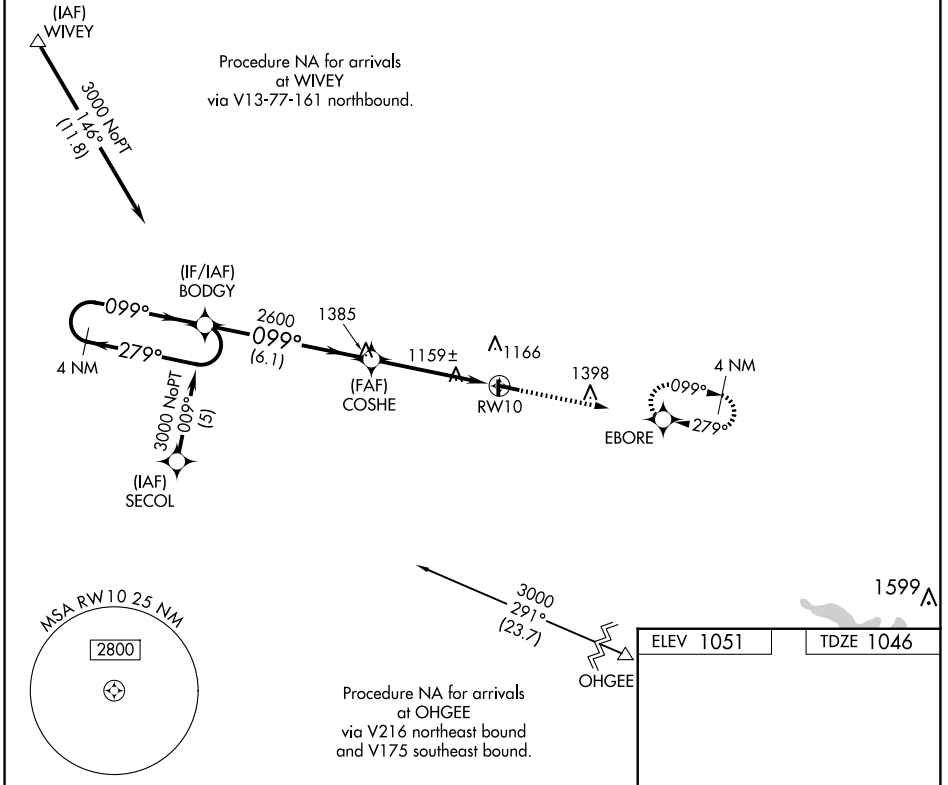 (IAF)
WIVEY
Procedure NA for arrivals
at WIVEY
via V13-77-161 northbound.
3000 NoPT
146°
(11.8)
(IF/IAF)
BODGY
099°
279°
4 NM
2600
099°
(6.1)
1385
(FAF)
COSHE
1159±
1166
RW10
1398
4 NM
099°
279°
EBORE
3000 NoPT
009°
(5)
(IAF)
SECOL
3000
291°
(23.7)
OHGEE
1599
MSA RW10 25 NM
2800
Procedure NA for arrivals
at OHGEE
via V216 northeast bound
and V175 southeast bound.
ELEV 1051
TDZE 1046